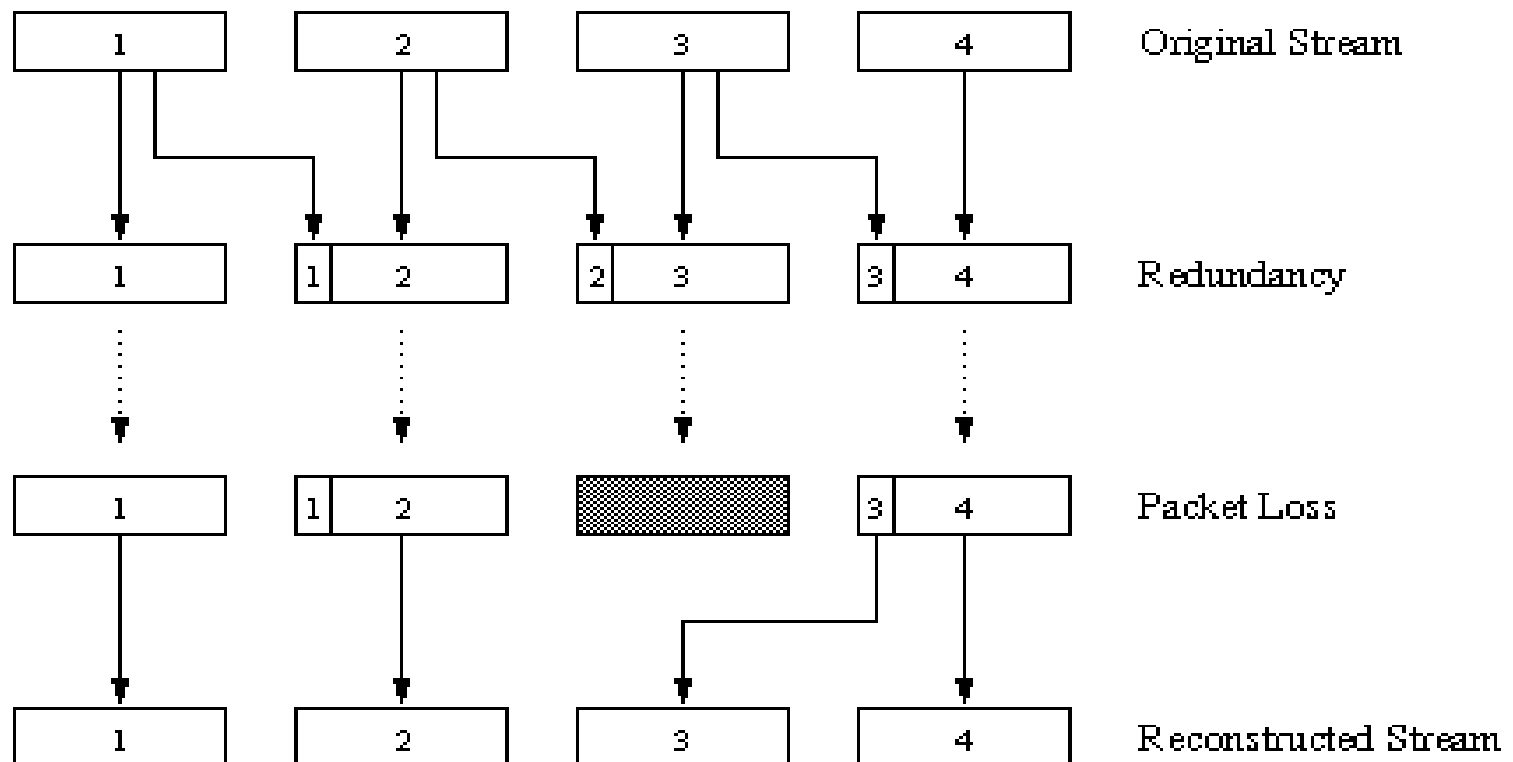 1 2 3 4 Original Stream
1 1 2 2 3 3 4 Redundancy
1 1 2 3 4 Packet Loss
1 2 3 4 Reconstructed Stream